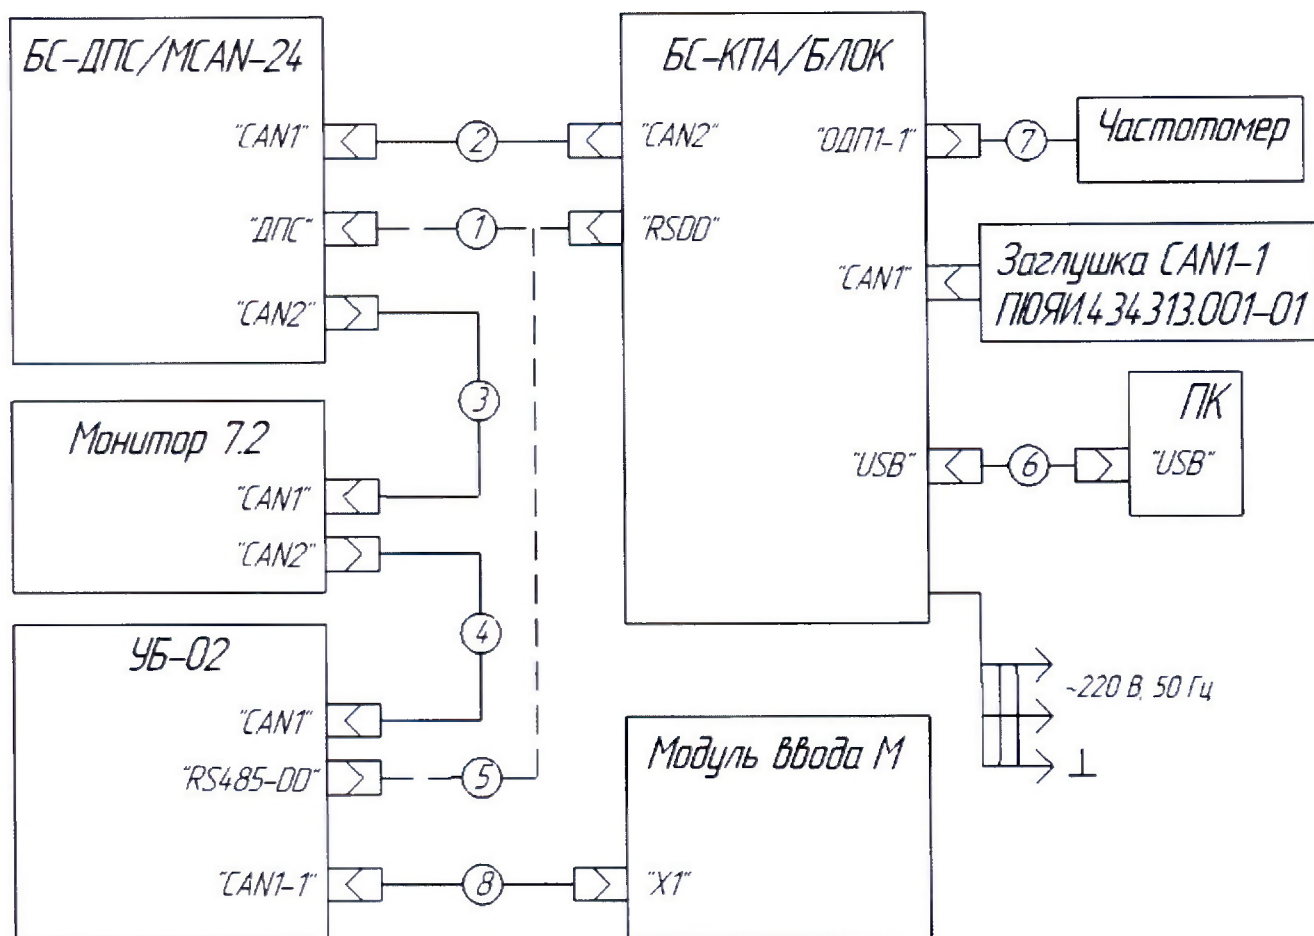 БС-ДПС/MCAN-24
"CAN1"
2
"ДПС"
1
"CAN2"
3
БС-КПА/БЛОК
"CAN2"
"ОДП1-1"
7
Частотомер
"RSDD"
"CAN1"
Заглушка CAN1-1
ПЮЯИ.434313.001-01
"USB"
6
ПК
"USB"
~220 В, 50 Гц
Монитор 7.2
"CAN1"
"CAN2"
4
УБ-02
"CAN1"
"RS485-DD"
5
"CAN1-1"
8
Модуль ввода М
"X1"